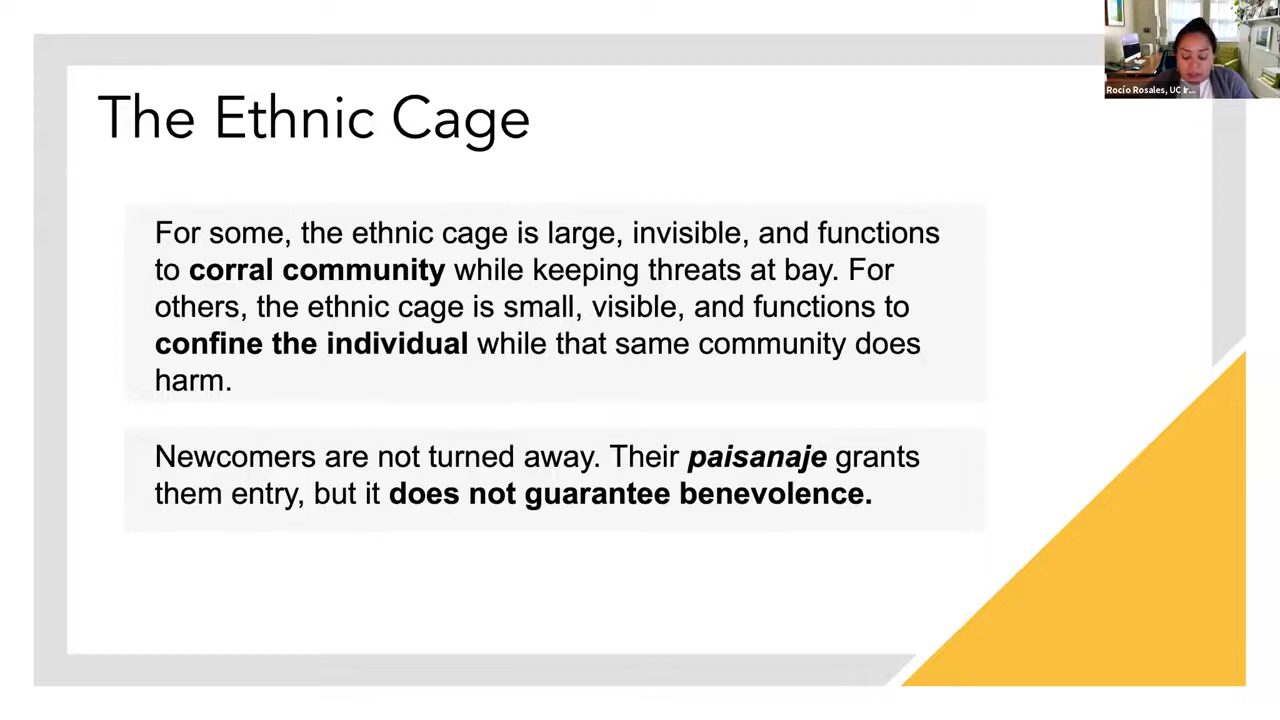 The Ethnic Cage
For some, the ethnic cage is large, invisible, and functions
to corral community while keeping threats at bay. For
others, the ethnic cage is small, visible, and functions to
confine the individual while that same community does
harm.
Newcomers are not turned away. Their paisanaje grants
them entry, but it does not guarantee benevolence.
Rocío Rosales, UC Ir...